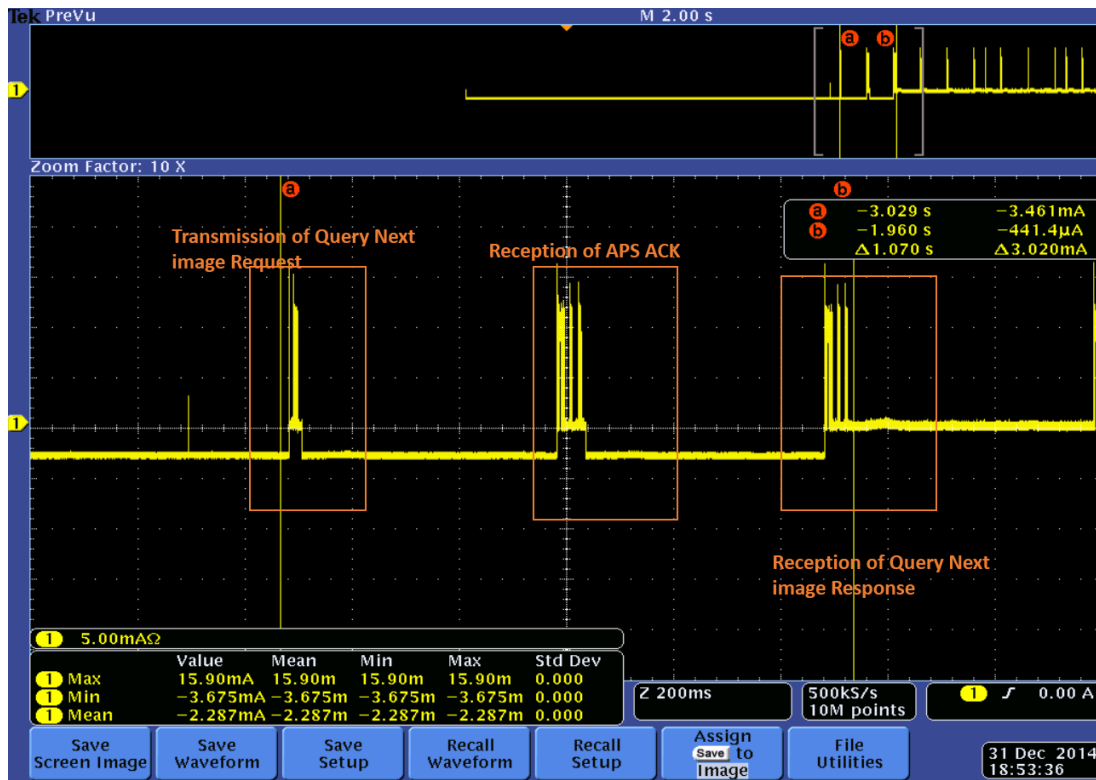 Tek PreVu M 2.00 s
a b
1
Zoom Factor: 10 X
a b
a −3.029 s −3.461mA
b −1.960 s −441.4µA
Δ1.070 s Δ3.020mA
Transmission of Query Next
image Request
Reception of APS ACK
1
Reception of Query Next
image Response
1 5.00mAΩ
Value Mean Min Max Std Dev
1 Max 15.90mA 15.90m 15.90m 15.90m 0.000
1 Min −3.675mA −3.675m −3.675m −3.675m 0.000
1 Mean −2.287mA −2.287m −2.287m −2.287m 0.000
Z 200ms
500kS/s
10M points
1 0.00 A
Save
Screen Image
Save
Waveform
Save
Setup
Recall
Waveform
Recall
Setup
Assign
Save to
Image
File
Utilities
31 Dec 2014
18:53:36